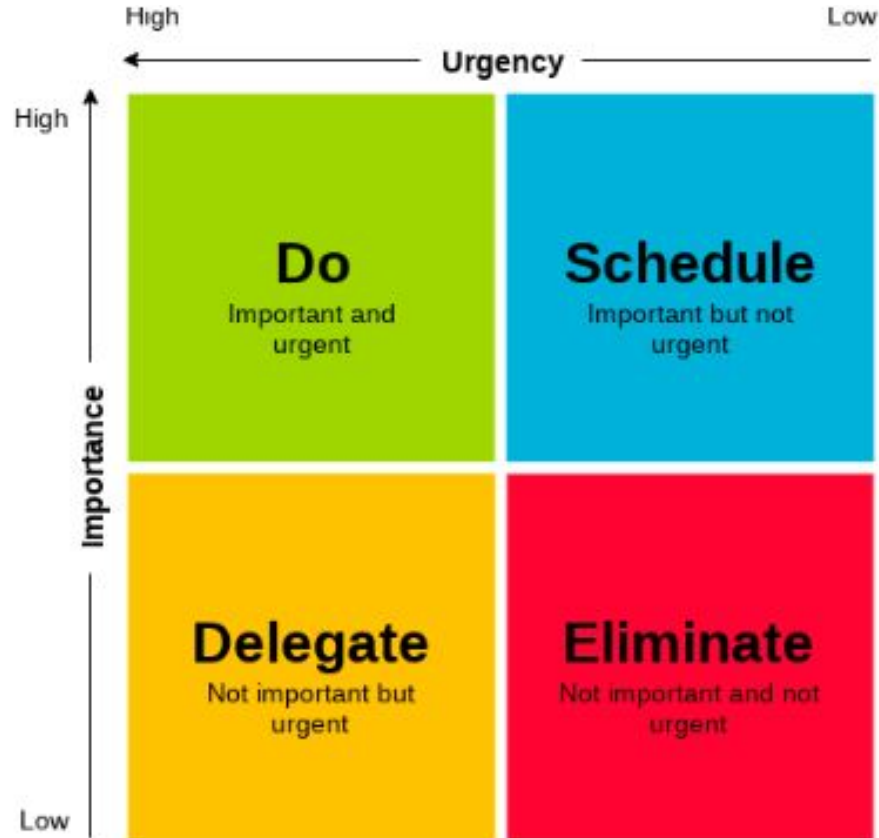 High
Low
Urgency
High
Do
Important and
urgent
Schedule
Important but not
urgent
Importance
Delegate
Not important but
urgent
Eliminate
Not important and not
urgent
Low